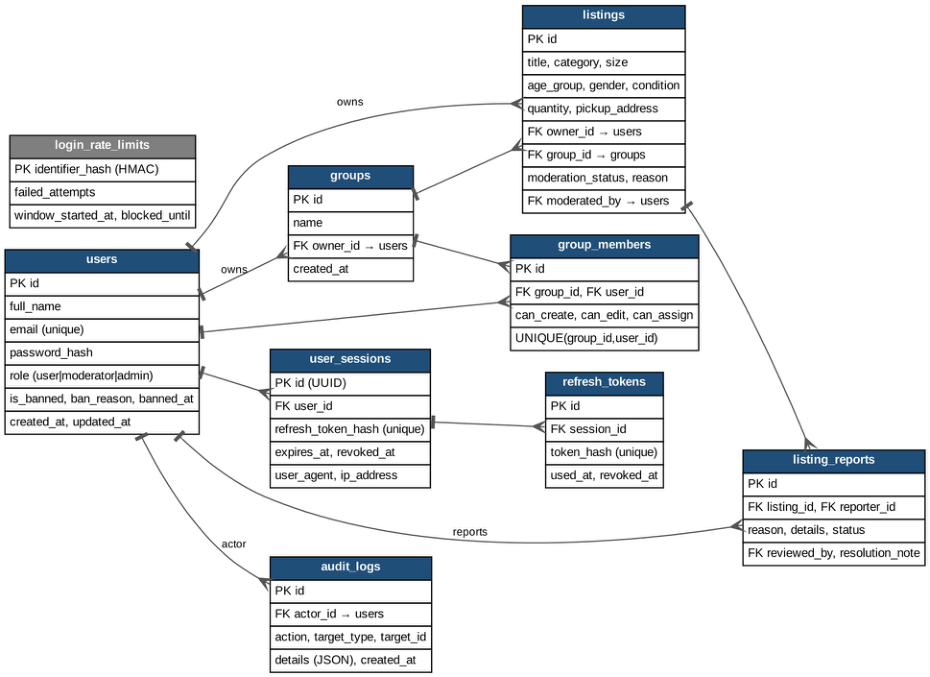 listings
PK id
title, category, size
age_group, gender, condition
quantity, pickup_address
FK owner_id → users
FK group_id → groups
moderation_status, reason
FK moderated_by → users
owns
login_rate_limits
PK identifier_hash (HMAC)
failed_attempts
window_started_at, blocked_until
groups
PK id
name
FK owner_id → users
created_at
group_members
PK id
FK group_id, FK user_id
can_create, can_edit, can_assign
UNIQUE(group_id,user_id)
users
PK id
full_name
email (unique)
password_hash
role (user|moderator|admin)
is_banned, ban_reason, banned_at
created_at, updated_at
owns
user_sessions
PK id (UUID)
FK user_id
refresh_token_hash (unique)
expires_at, revoked_at
user_agent, ip_address
refresh_tokens
PK id
FK session_id
token_hash (unique)
used_at, revoked_at
listing_reports
PK id
FK listing_id, FK reporter_id
reason, details, status
FK reviewed_by, resolution_note
reports
actor
audit_logs
PK id
FK actor_id → users
action, target_type, target_id
details (JSON), created_at